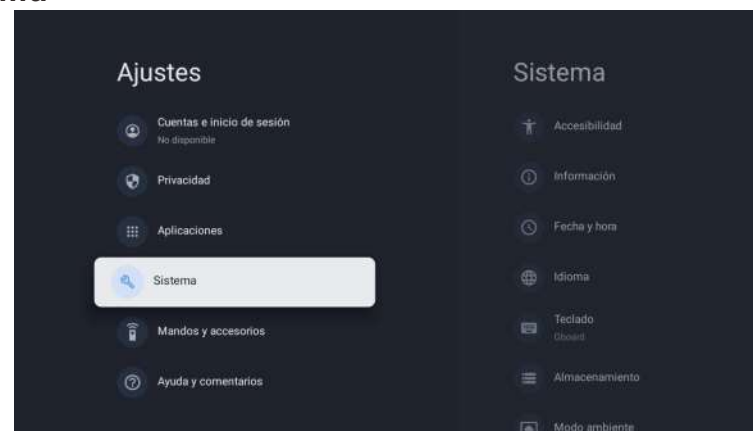 Ajustes
Cuentas e inicio de sesión
No disponible
Privacidad
Aplicaciones
Sistema
Mandos y accesorios
Ayuda y comentarios
Sistema
Accesibilidad
Información
Fecha y hora
Idioma
Teclado
Gboard
Almacenamiento
Modo ambiente